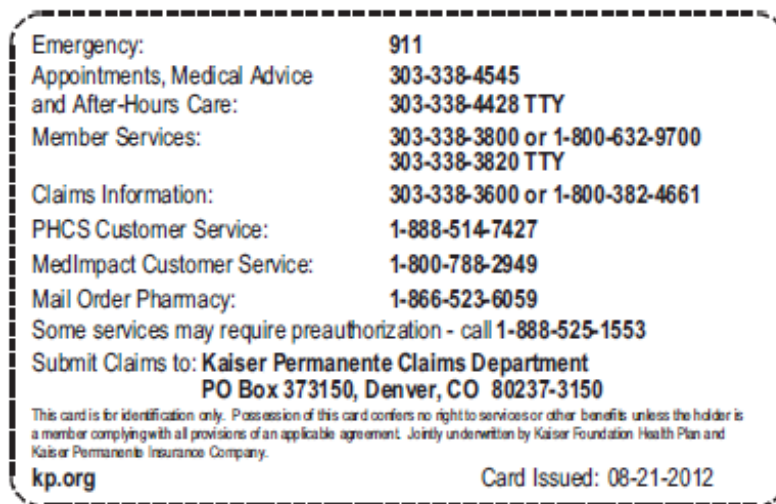 Emergency: 911
Appointments, Medical Advice 303-338-4545
and After-Hours Care: 303-338-4428 TTY
Member Services: 303-338-3800 or 1-800-632-9700
303-338-3820 TTY
Claims Information: 303-338-3600 or 1-800-382-4661
PHCS Customer Service: 1-888-514-7427
MedImpact Customer Service: 1-800-788-2949
Mail Order Pharmacy: 1-866-523-6059
Some services may require preauthorization - call 1-888-525-1553
Submit Claims to: Kaiser Permanente Claims Department
PO Box 373150, Denver, CO 80237-3150
This card is for identification only. Possession of this card confers no right to services or other benefits unless the holder is
a member complying with all provisions of an applicable agreement. Jointly underwritten by Kaiser Foundation Health Plan and
Kaiser Permanente Insurance Company.
kp.org Card Issued: 08-21-2012